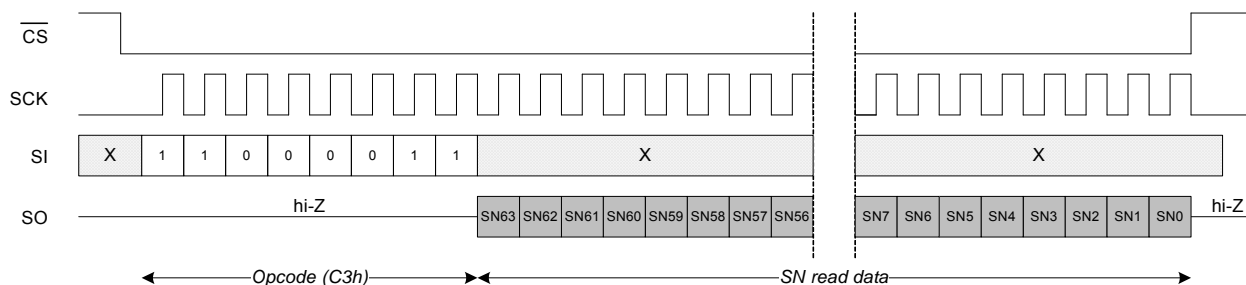 CS
SCK
SI X 1 1 0 0 0 0 1 1 X X
hi-Z hi-Z
SO SN63 SN62 SN61 SN60 SN59 SN58 SN57 SN56 SN7 SN6 SN5 SN4 SN3 SN2 SN1 SN0
Opcode (C3h) SN read data